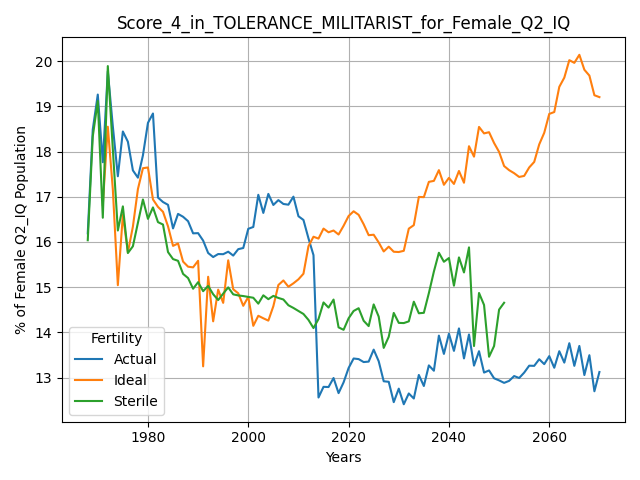 Score_4_in_TOLERANCE_MILITARIST_for_Female_Q2_IQ
% of Female Q2_IQ Population
20
19
18
17
16
15
14
13
Fertility
Actual
Ideal
Sterile
1980
2000
2020
2040
2060
Years